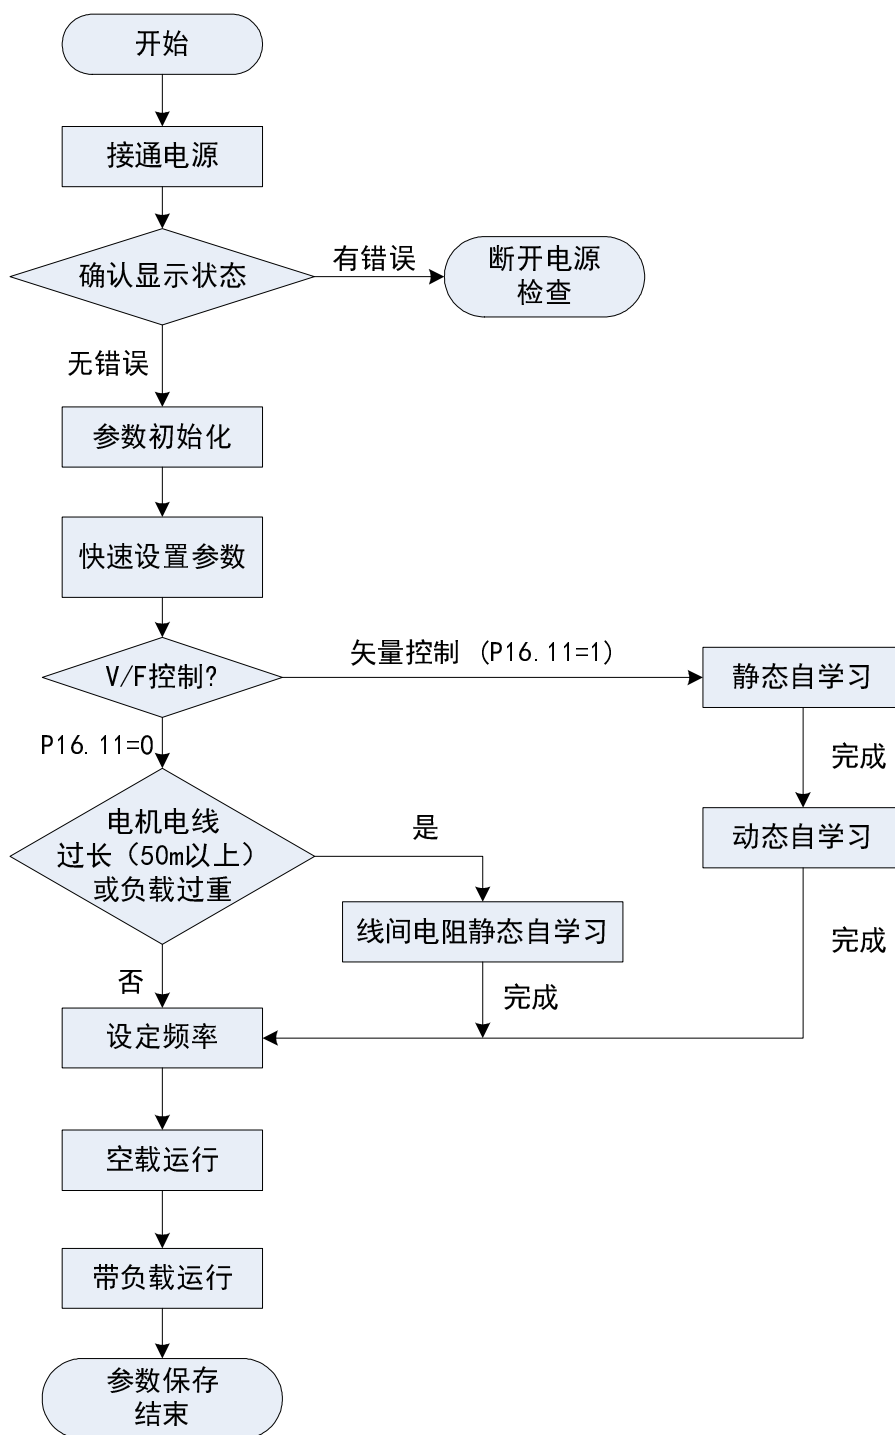 开始
接通电源
确认显示状态
有错误
断开电源
检查
无错误
参数初始化
快速设置参数
V/F控制?
矢量控制 (P16.11=1)
静态自学习
P16.11=0
完成
电机电线
过长（50m以上）
或负载过重
是
动态自学习
线间电阻静态自学习
完成
否
完成
设定频率
空载运行
带负载运行
参数保存
结束